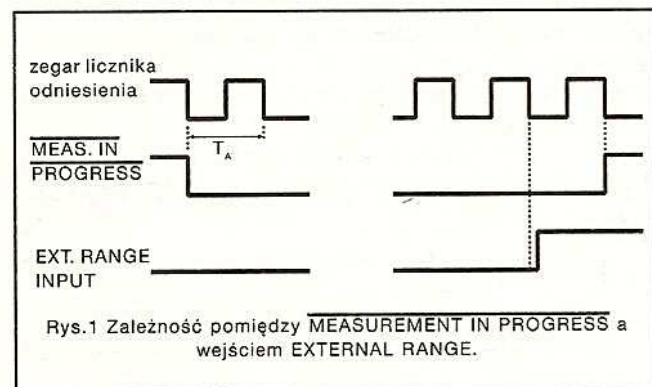 zegar licznika
odniesienia
MEAS. IN
PROGRESS
T_A
EXT. RANGE
INPUT
Rys.1 Zależność pomiędzy MEASUREMENT IN PROGRESS a
wejściem EXTERNAL RANGE.